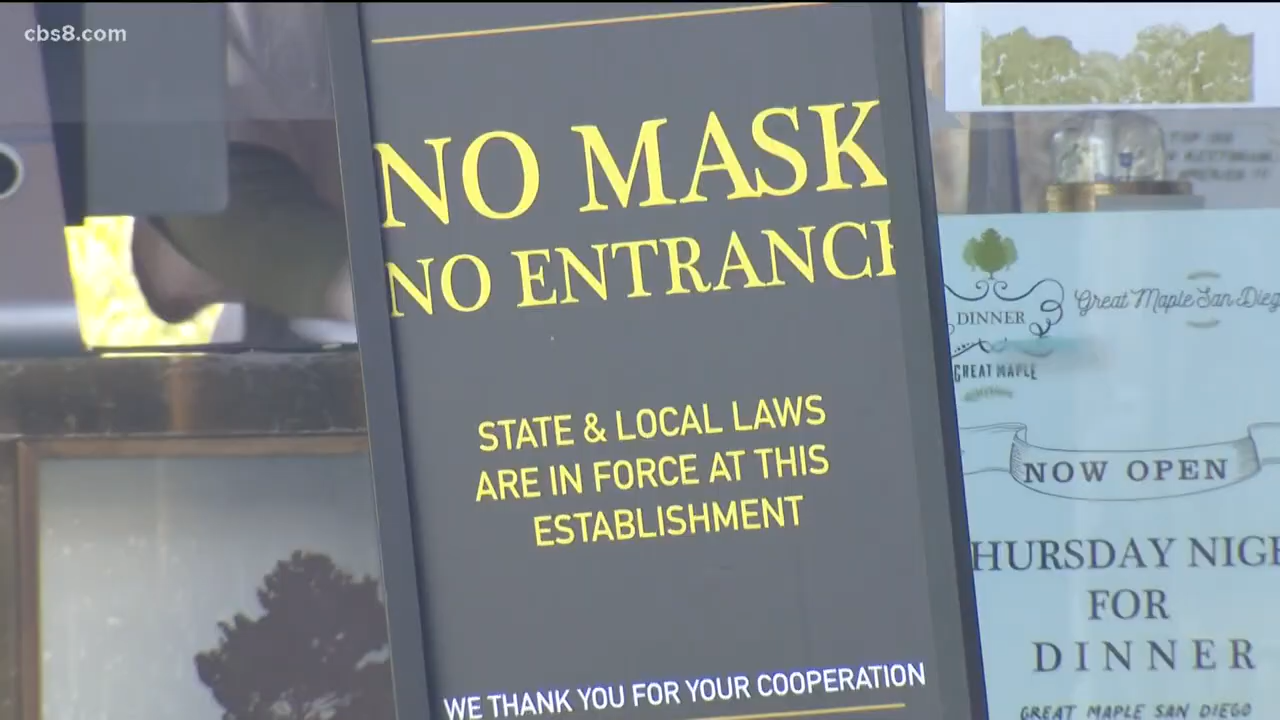 cbs8.com
NO MASK
NO ENTRANCE
STATE & LOCAL LAWS
ARE IN FORCE AT THIS
ESTABLISHMENT
WE THANK YOU FOR YOUR COOPERATION
DINNER
GREAT MAPLE
Great Maple San Dieg
NOW OPEN
HURSDAY NIGH
FOR
DINNER
GREAT MAPLE SAN DIEGO